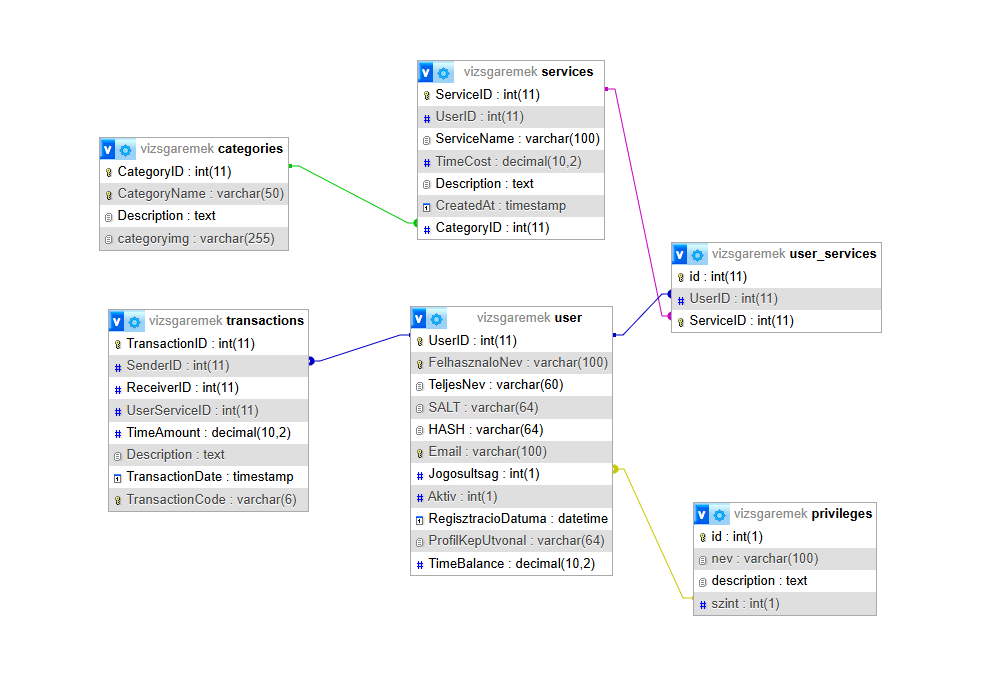 vizsgaremek services
ServiceID : int(11)
UserID : int(11)
ServiceName : varchar(100)
TimeCost : decimal(10,2)
Description : text
CreatedAt : timestamp
CategoryID : int(11)
vizsgaremek categories
CategoryID : int(11)
CategoryName : varchar(50)
Description : text
categoryimg : varchar(255)
vizsgaremek user_services
id : int(11)
UserID : int(11)
ServiceID : int(11)
vizsgaremek transactions
TransactionID : int(11)
SenderID : int(11)
ReceiverID : int(11)
UserServiceID : int(11)
TimeAmount : decimal(10,2)
Description : text
TransactionDate : timestamp
TransactionCode : varchar(6)
vizsgaremek user
UserID : int(11)
FelhasznaloNev : varchar(100)
TeljesNev : varchar(60)
SALT : varchar(64)
HASH : varchar(64)
Email : varchar(100)
Jogosultsag : int(1)
Aktiv : int(1)
RegisztracioDatuma : datetime
ProfilKepUtvonal : varchar(64)
TimeBalance : decimal(10,2)
vizsgaremek privileges
id : int(1)
nev : varchar(100)
description : text
szint : int(1)